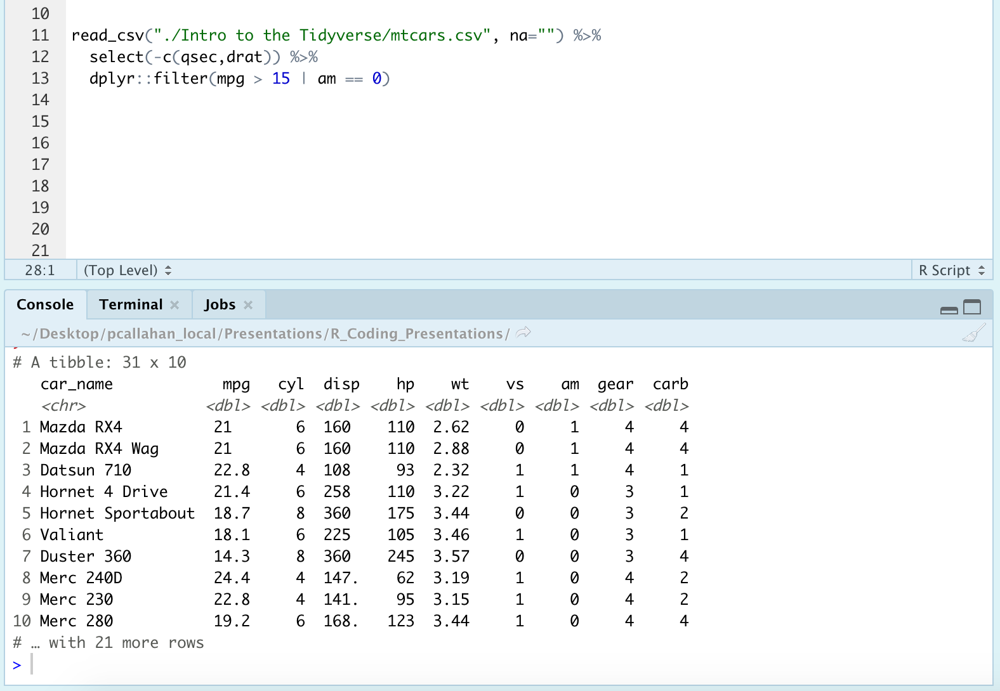 10
11 read_csv("./Intro to the Tidyverse/mtcars.csv", na="") %>%
12   select(-c(qsec,drat)) %>%
13   dplyr::filter(mpg > 15 | am == 0)
14
15
16
17
18
19
20
21
28:1 (Top Level) R Script
Console Terminal Jobs
~/Desktop/pcallahan_local/Presentations/R_Coding_Presentations/
# A tibble: 31 x 10
   car_name           mpg   cyl  disp    hp    wt    vs    am  gear  carb
   <chr>            <dbl> <dbl> <dbl> <dbl> <dbl> <dbl> <dbl> <dbl> <dbl>
 1 Mazda RX4         21       6  160    110  2.62     0     1     4     4
 2 Mazda RX4 Wag     21       6  160    110  2.88     0     1     4     4
 3 Datsun 710        22.8     4  108     93  2.32     1     1     4     1
 4 Hornet 4 Drive    21.4     6  258    110  3.22     1     0     3     1
 5 Hornet Sportabout 18.7     8  360    175  3.44     0     0     3     2
 6 Valiant           18.1     6  225    105  3.46     1     0     3     1
 7 Duster 360        14.3     8  360    245  3.57     0     0     3     4
 8 Merc 240D         24.4     4  147.    62  3.19     1     0     4     2
 9 Merc 230          22.8     4  141.    95  3.15     1     0     4     2
10 Merc 280          19.2     6  168.   123  3.44     1     0     4     4
# … with 21 more rows
>